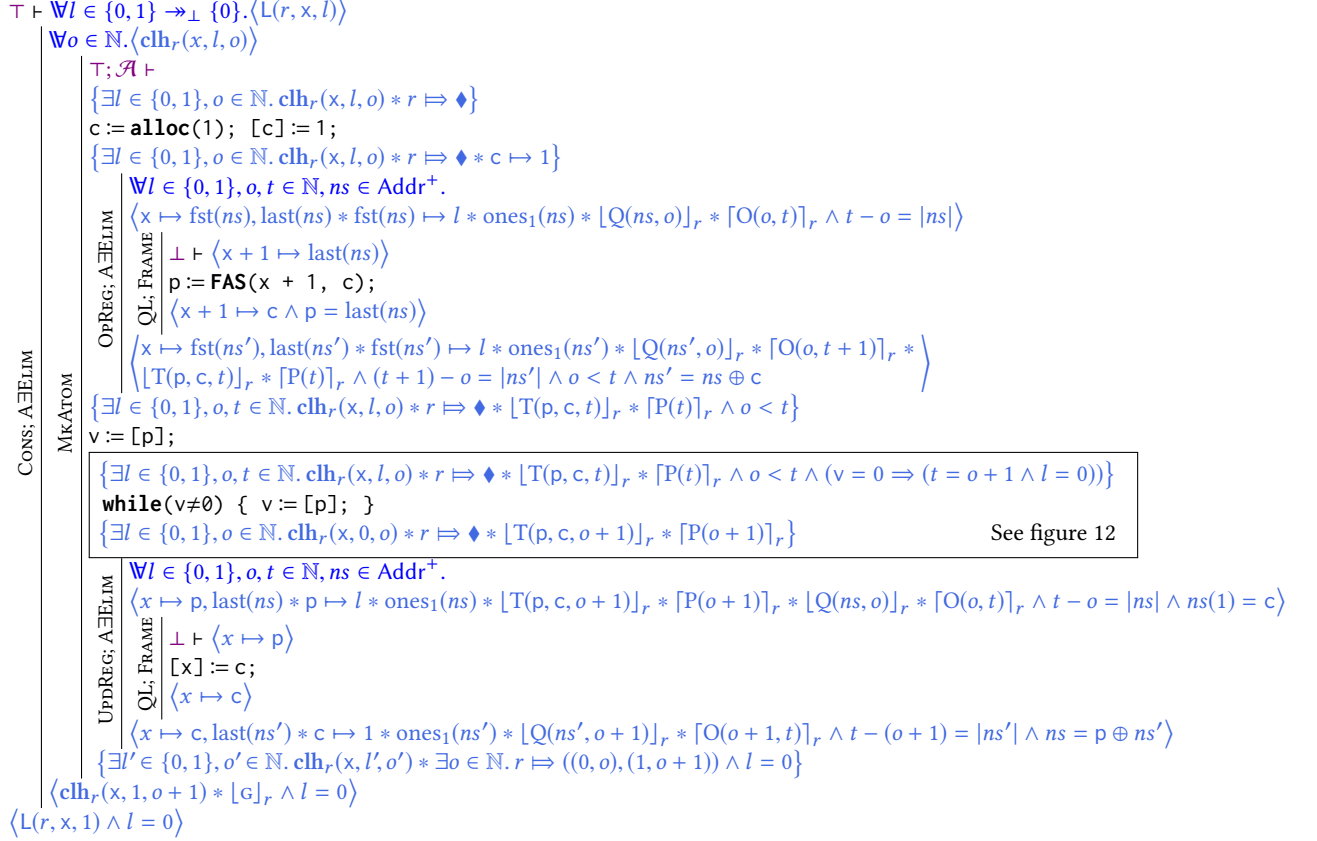 ⊤ ⊢ ∀l ∈ {0, 1} ↠⊥ {0}.⟨L(r, x, l)⟩
∀o ∈ ℕ.⟨clhᵣ(x, l, o)⟩
⊤; 𝒜 ⊢
{∃l ∈ {0, 1}, o ∈ ℕ. clhᵣ(x, l, o) ∗ r ⤇ ♦}
c := alloc(1); [c] := 1;
{∃l ∈ {0, 1}, o ∈ ℕ. clhᵣ(x, l, o) ∗ r ⤇ ♦ ∗ c ↦ 1}
∀l ∈ {0, 1}, o, t ∈ ℕ, ns ∈ Addr⁺.
⟨x ↦ fst(ns), last(ns) ∗ fst(ns) ↦ l ∗ ones₁(ns) ∗ ⌊Q(ns, o)⌋ᵣ ∗ ⌈O(o, t)⌉ᵣ ∧ t − o = |ns|⟩
⊥ ⊢ ⟨x + 1 ↦ last(ns)⟩
p := FAS(x + 1, c);
⟨x + 1 ↦ c ∧ p = last(ns)⟩
QL; Frame
⟨x ↦ fst(ns′), last(ns′) ∗ fst(ns′) ↦ l ∗ ones₁(ns′) ∗ ⌊Q(ns′, o)⌋ᵣ ∗ ⌈O(o, t + 1)⌉ᵣ ∗
⌊T(p, c, t)⌋ᵣ ∗ ⌈P(t)⌉ᵣ ∧ (t + 1) − o = |ns′| ∧ o < t ∧ ns′ = ns ⊕ c⟩
OpReg; A∃Elim
{∃l ∈ {0, 1}, o, t ∈ ℕ. clhᵣ(x, l, o) ∗ r ⤇ ♦ ∗ ⌊T(p, c, t)⌋ᵣ ∗ ⌈P(t)⌉ᵣ ∧ o < t}
v := [p];
{∃l ∈ {0, 1}, o, t ∈ ℕ. clhᵣ(x, l, o) ∗ r ⤇ ♦ ∗ ⌊T(p, c, t)⌋ᵣ ∗ ⌈P(t)⌉ᵣ ∧ o < t ∧ (v = 0 ⇒ (t = o + 1 ∧ l = 0))}
while(v≠0) { v := [p]; }
{∃l ∈ {0, 1}, o ∈ ℕ. clhᵣ(x, 0, o) ∗ r ⤇ ♦ ∗ ⌊T(p, c, o + 1)⌋ᵣ ∗ ⌈P(o + 1)⌉ᵣ} See figure 12
∀l ∈ {0, 1}, o, t ∈ ℕ, ns ∈ Addr⁺.
⟨x ↦ p, last(ns) ∗ p ↦ l ∗ ones₁(ns) ∗ ⌊T(p, c, o + 1)⌋ᵣ ∗ ⌈P(o + 1)⌉ᵣ ∗ ⌊Q(ns, o)⌋ᵣ ∗ ⌈O(o, t)⌉ᵣ ∧ t − o = |ns| ∧ ns(1) = c⟩
⊥ ⊢ ⟨x ↦ p⟩
[x] := c;
⟨x ↦ c⟩
QL; Frame
⟨x ↦ c, last(ns′) ∗ c ↦ 1 ∗ ones₁(ns′) ∗ ⌊Q(ns′, o + 1)⌋ᵣ ∗ ⌈O(o + 1, t)⌉ᵣ ∧ t − (o + 1) = |ns′| ∧ ns = p ⊕ ns′⟩
UpdReg; A∃Elim
{∃l′ ∈ {0, 1}, o′ ∈ ℕ. clhᵣ(x, l′, o′) ∗ ∃o ∈ ℕ. r ⤇ ((0, o), (1, o + 1)) ∧ l = 0}
MkAtom
⟨clhᵣ(x, 1, o + 1) ∗ ⌊G⌋ᵣ ∧ l = 0⟩
Cons; A∃Elim
⟨L(r, x, 1) ∧ l = 0⟩